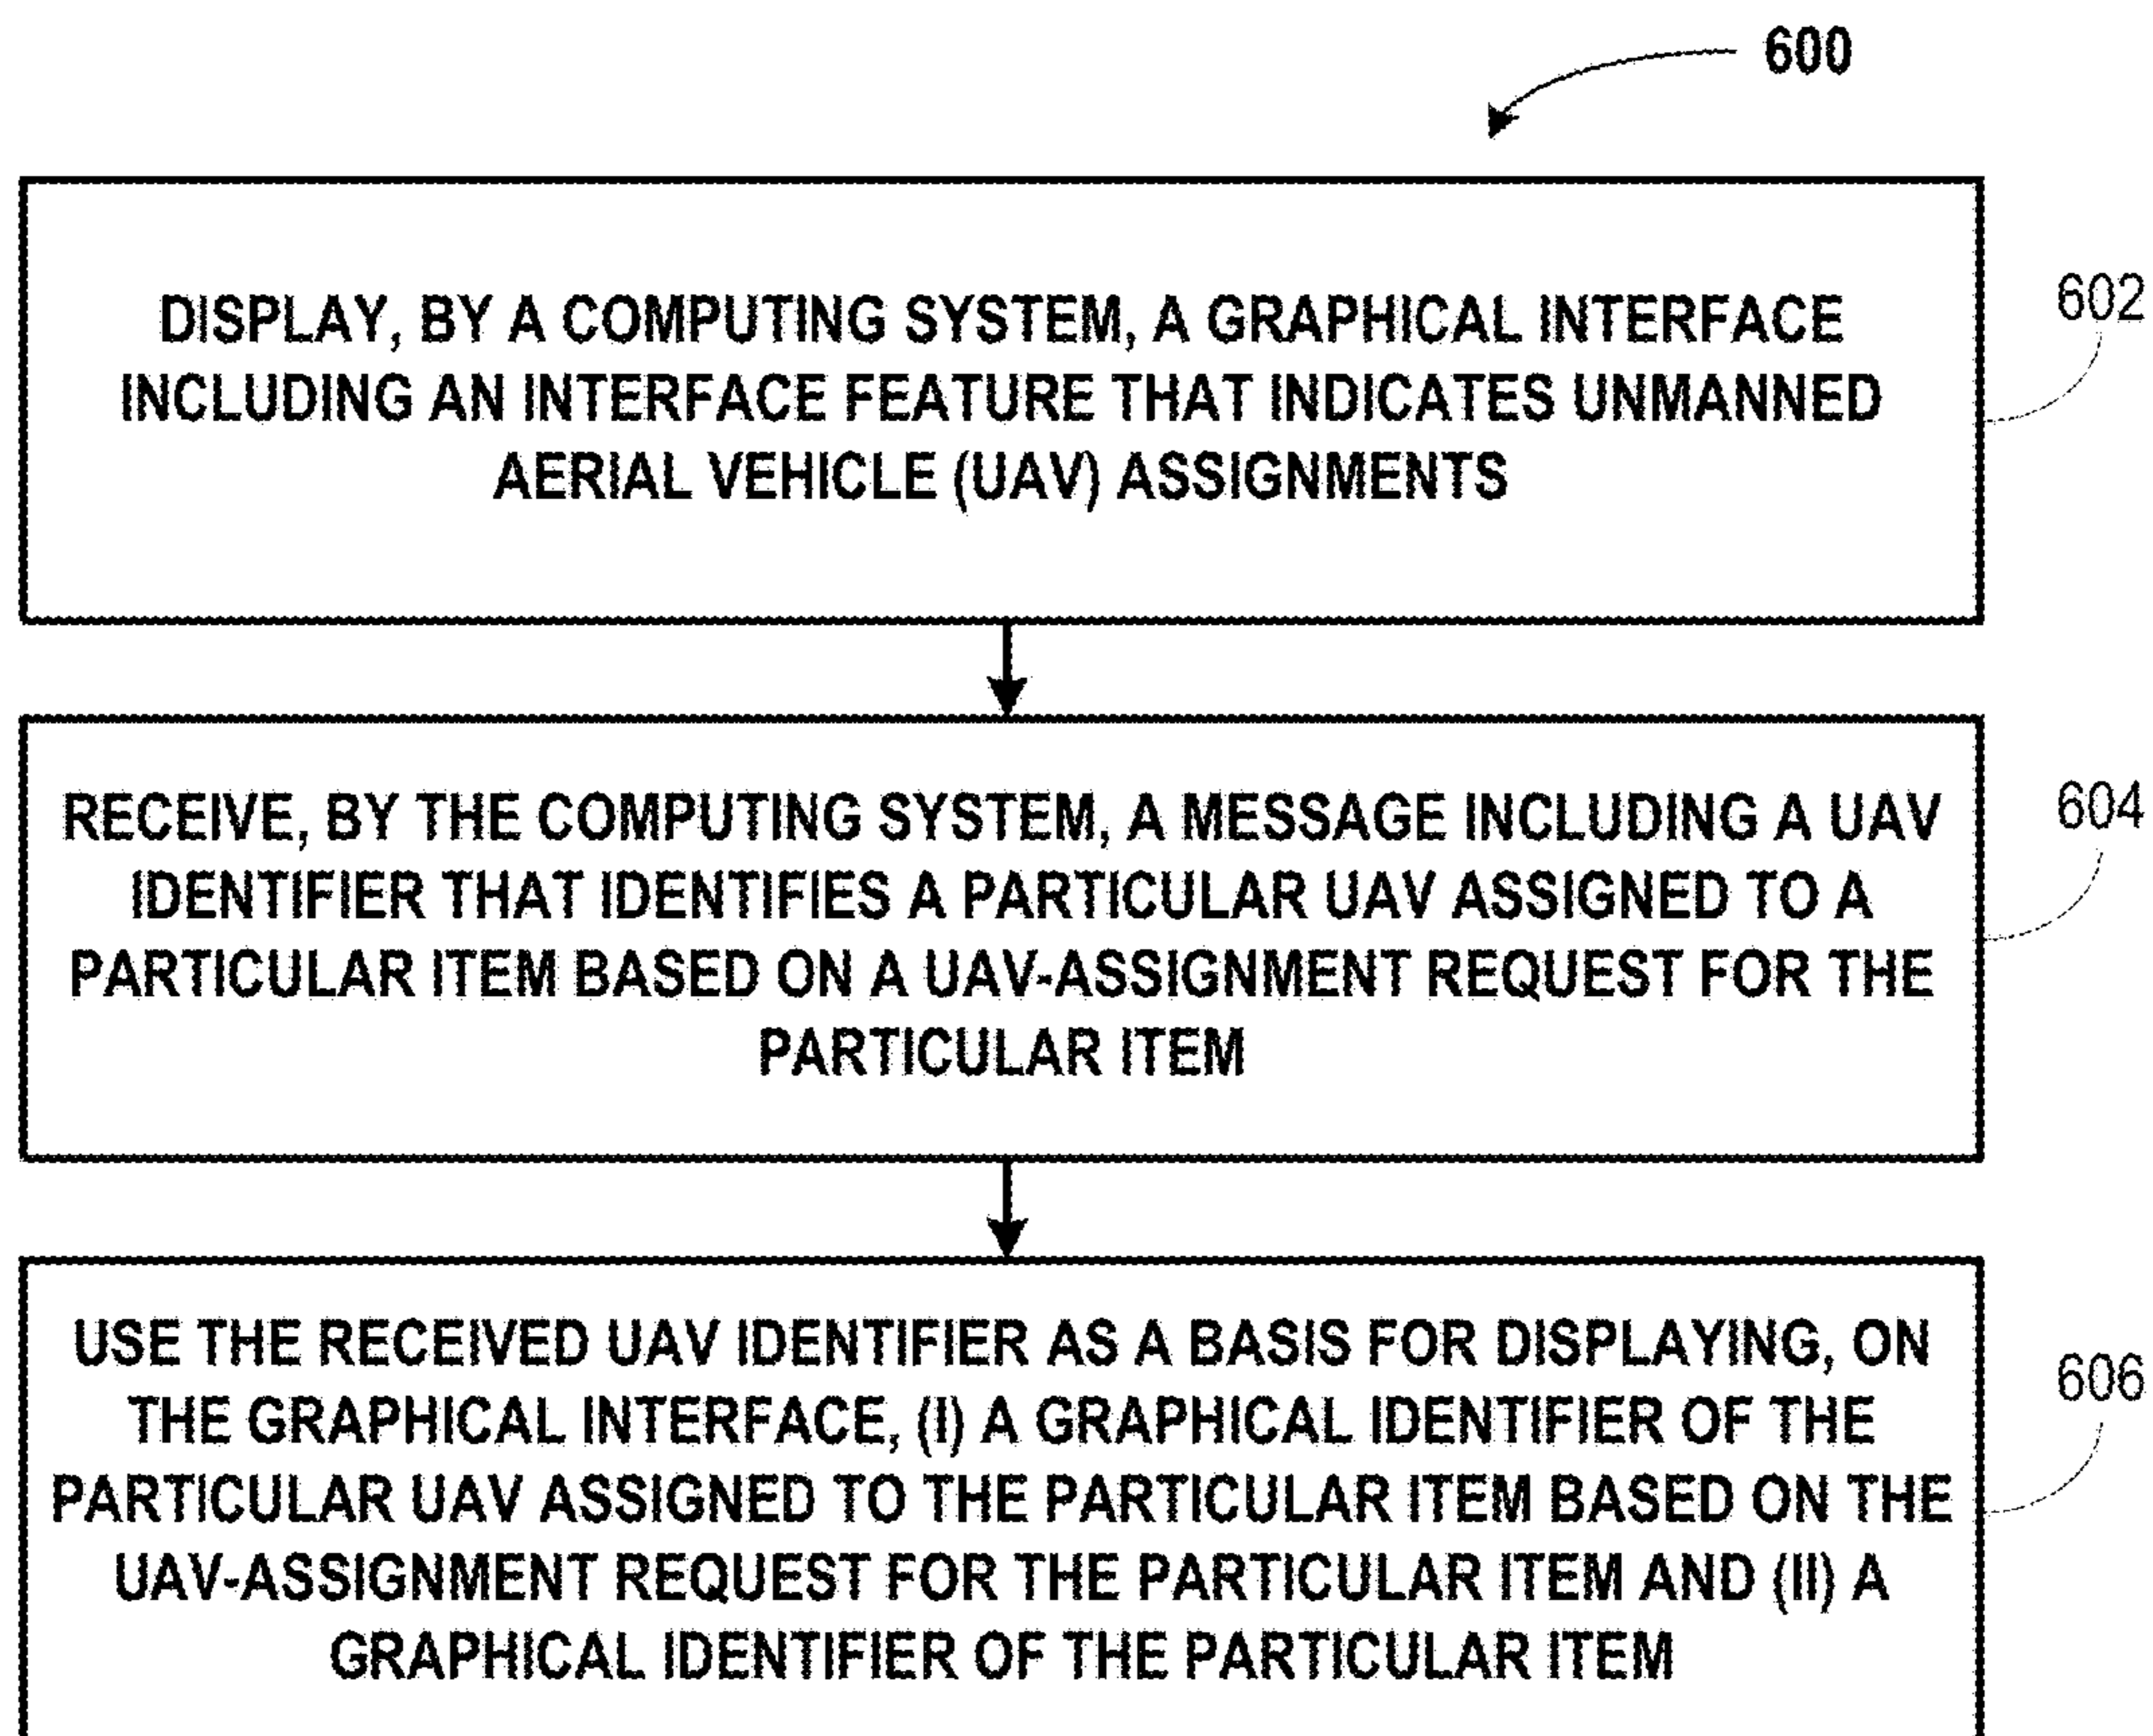 600
DISPLAY, BY A COMPUTING SYSTEM, A GRAPHICAL INTERFACE
INCLUDING AN INTERFACE FEATURE THAT INDICATES UNMANNED
AERIAL VEHICLE (UAV) ASSIGNMENTS
602
RECEIVE, BY THE COMPUTING SYSTEM, A MESSAGE INCLUDING A UAV
IDENTIFIER THAT IDENTIFIES A PARTICULAR UAV ASSIGNED TO A
PARTICULAR ITEM BASED ON A UAV-ASSIGNMENT REQUEST FOR THE
PARTICULAR ITEM
604
USE THE RECEIVED UAV IDENTIFIER AS A BASIS FOR DISPLAYING, ON
THE GRAPHICAL INTERFACE, (I) A GRAPHICAL IDENTIFIER OF THE
PARTICULAR UAV ASSIGNED TO THE PARTICULAR ITEM BASED ON THE
UAV-ASSIGNMENT REQUEST FOR THE PARTICULAR ITEM AND (II) A
GRAPHICAL IDENTIFIER OF THE PARTICULAR ITEM
606